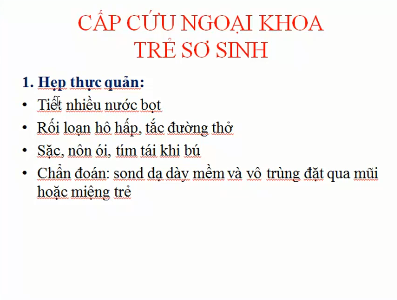 CẤP CỨU NGOẠI KHOA
TRẺ SƠ SINH
1. Hẹp thực quản:
• Tiết nhiều nước bọt
• Rối loạn hô hấp, tắc đường thở
• Sặc, nôn ói, tím tái khi bú
• Chẩn đoán: sond dạ dày mềm và vô trùng đặt qua mũi
hoặc miệng trẻ